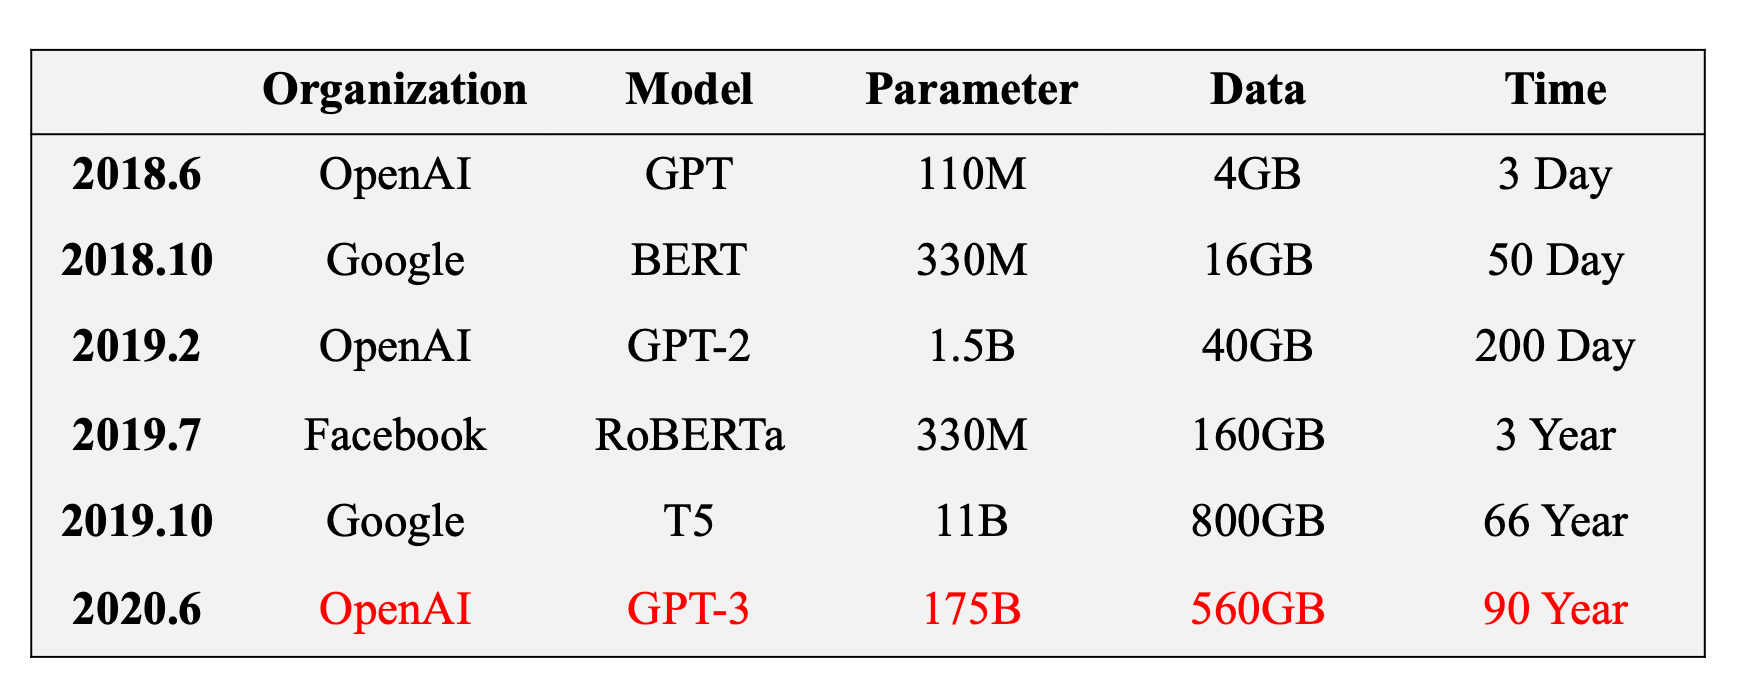 Organization Model Parameter Data Time
2018.6 OpenAI GPT 110M 4GB 3 Day
2018.10 Google BERT 330M 16GB 50 Day
2019.2 OpenAI GPT-2 1.5B 40GB 200 Day
2019.7 Facebook RoBERTa 330M 160GB 3 Year
2019.10 Google T5 11B 800GB 66 Year
2020.6 OpenAI GPT-3 175B 560GB 90 Year